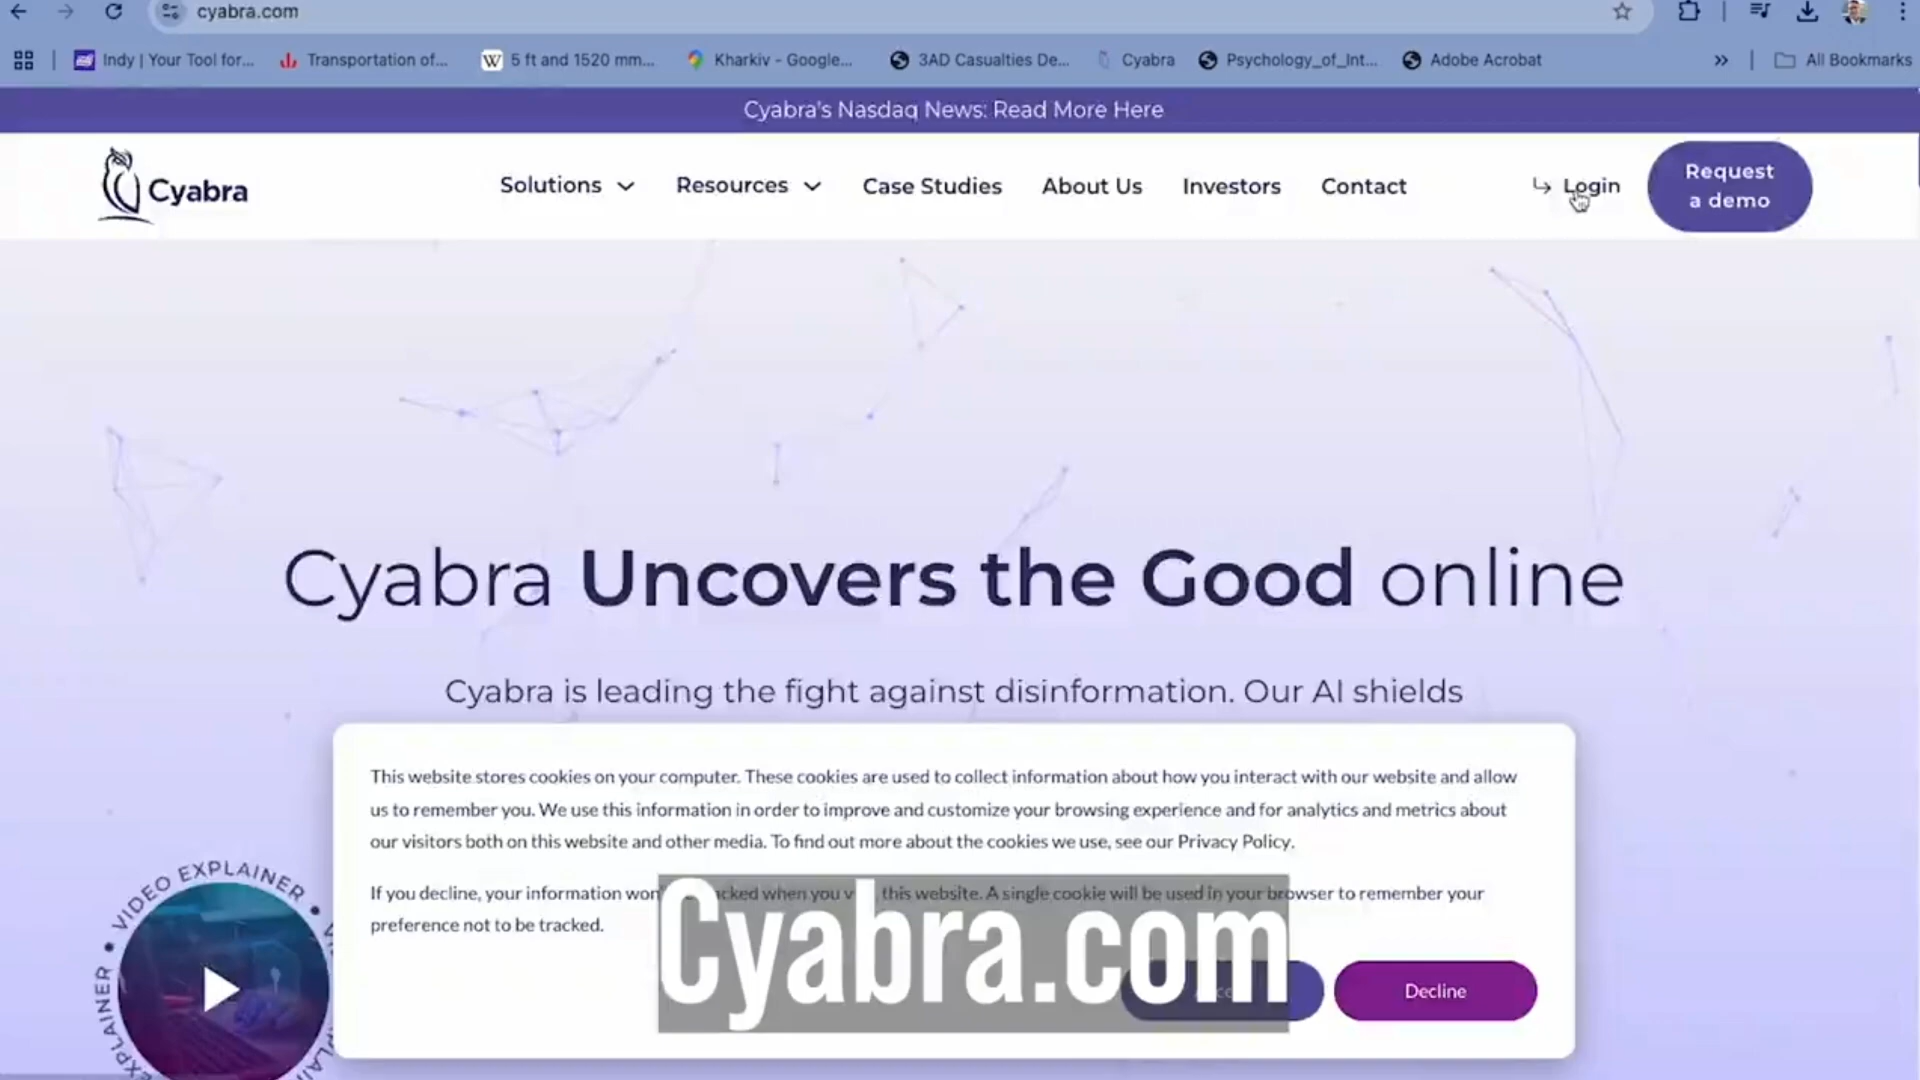 cyabra.com
Indy | Your Tool for...
Transportation of...
W
5 ft and 1520 mm...
Kharkiv - Google...
3AD Casualties De...
Cyabra
Psychology_of_Int...
Adobe Acrobat
All Bookmarks
Cyabra's Nasdaq News: Read More Here
Cyabra
Solutions
Resources
Case Studies
About Us
Investors
Contact
Login
Request
a demo
Cyabra Uncovers the Good online
Cyabra is leading the fight against disinformation. Our AI shields
This website stores cookies on your computer. These cookies are used to collect information about how you interact with our website and allow
us to remember you. We use this information in order to improve and customize your browsing experience and for analytics and metrics about
our visitors both on this website and other media. To find out more about the cookies we use, see our Privacy Policy.
If you decline, your information when you this website. A single cookie will be used in your browser to remember your
preference not to be tracked.
Decline
VIDEO EXPLAINER
EXPLAINER
Cyabra.com